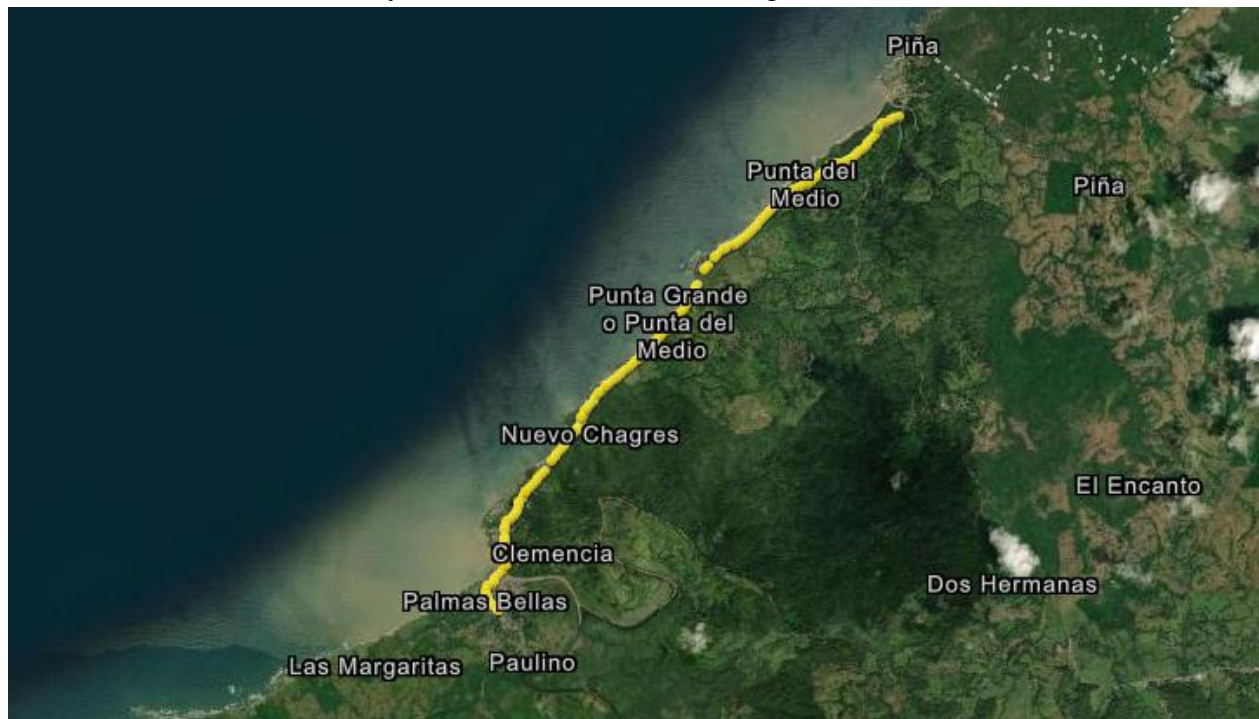 Piña
Punta del
Medio
Piña
Punta Grande
o Punta del
Medio
Nuevo Chagres
El Encanto
Clemencia
Dos Hermanas
Palmas Bellas
Las Margaritas
Paulino